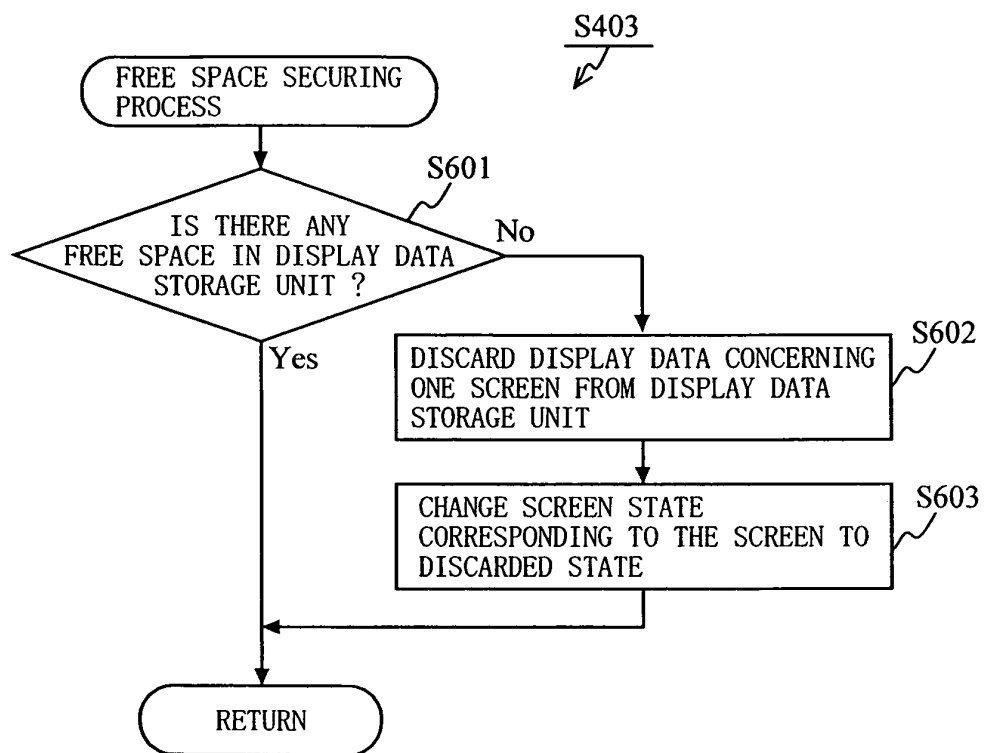 S403
FREE SPACE SECURING
PROCESS
S601
IS THERE ANY
FREE SPACE IN DISPLAY DATA
STORAGE UNIT ?
No
Yes
S602
DISCARD DISPLAY DATA CONCERNING
ONE SCREEN FROM DISPLAY DATA
STORAGE UNIT
S603
CHANGE SCREEN STATE
CORRESPONDING TO THE SCREEN TO
DISCARDED STATE
RETURN